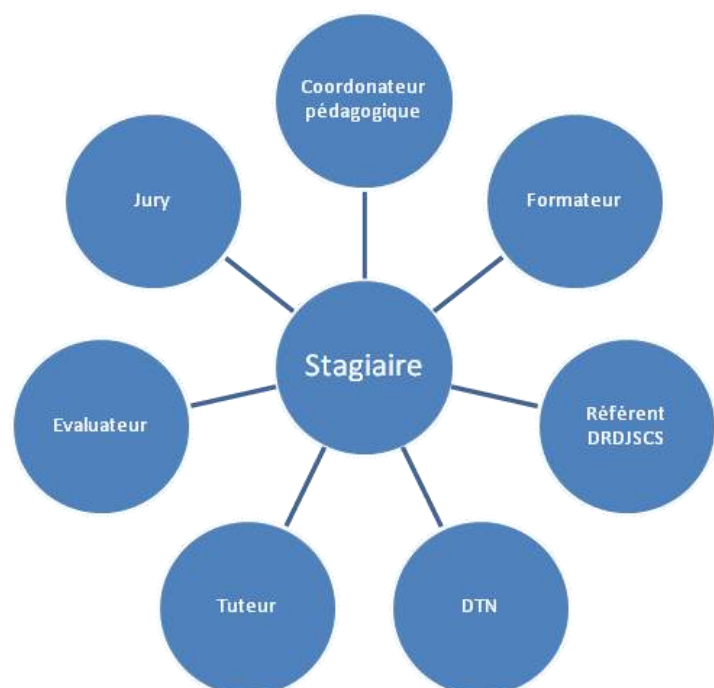 Coordonateur
pédagogique
Jury
Formateur
Stagiaire
Evaluateur
Référent
DRDJSCS
Tuteur
DTN